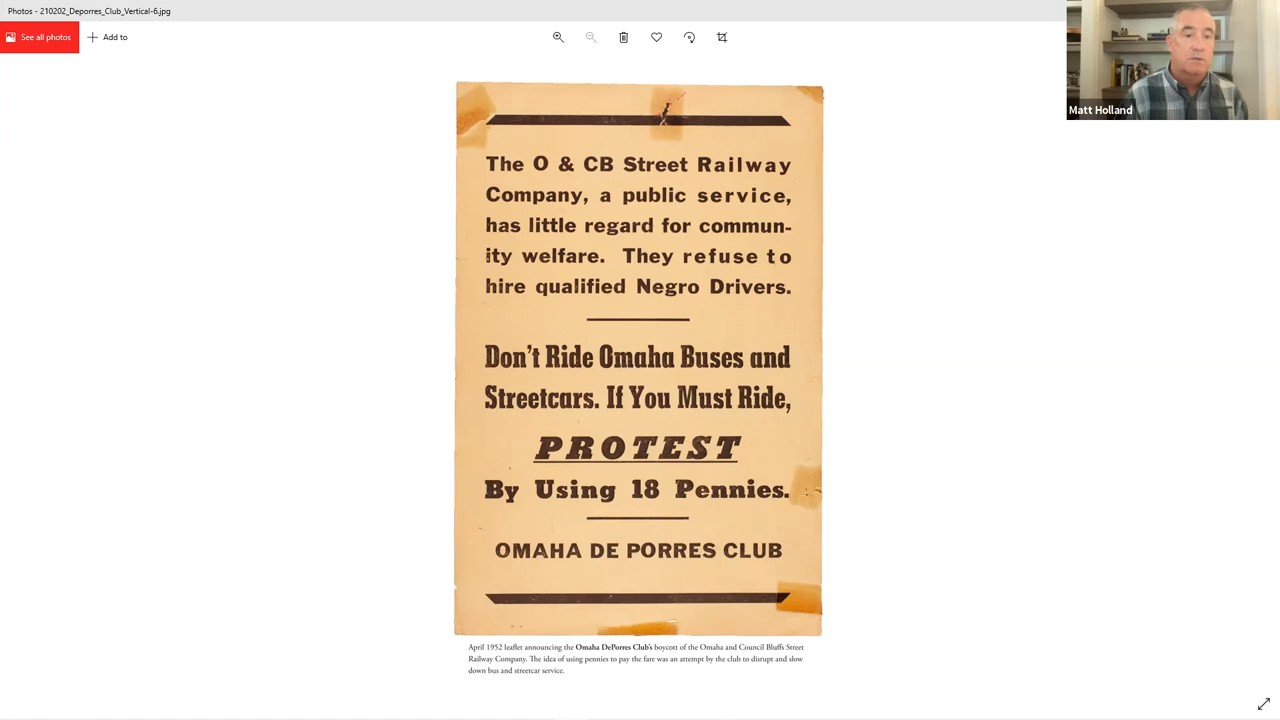 Photos - 210202_Deporres_Club_Vertical-6.jpg
See all photos
Add to
Matt Holland
The O & CB Street Railway
Company, a public service,
has little regard for commun-
ity welfare. They refuse to
hire qualified Negro Drivers.
Don't Ride Omaha Buses and
Streetcars. If You Must Ride,
PROTEST
By Using 18 Pennies.
OMAHA DE PORRES CLUB
April 1952 leaflet announcing the Omaha DePorres Club's boycott of the Omaha and Council Bluffs Street
Railway Company. The idea of using pennies to pay the fare was an attempt by the club to disrupt and slow
down bus and streetcar service.